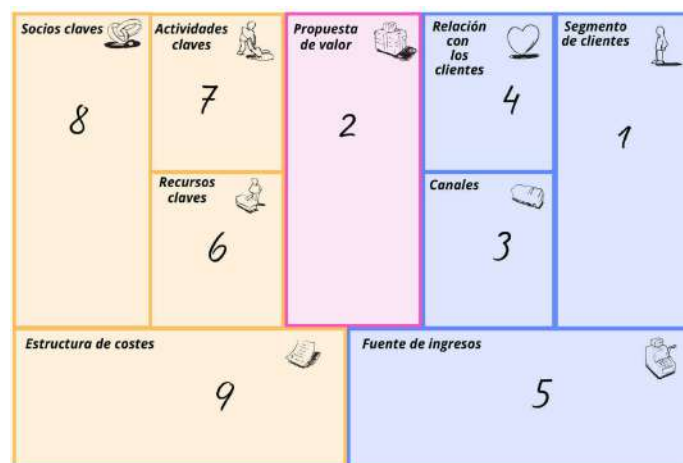 Socios claves
8
Actividades
claves
7
Recursos
claves
6
Propuesta
de valor
2
Relación
con
los
clientes
4
Canales
3
Segmento
de clientes
1
Estructura de costes
9
Fuente de ingresos
5